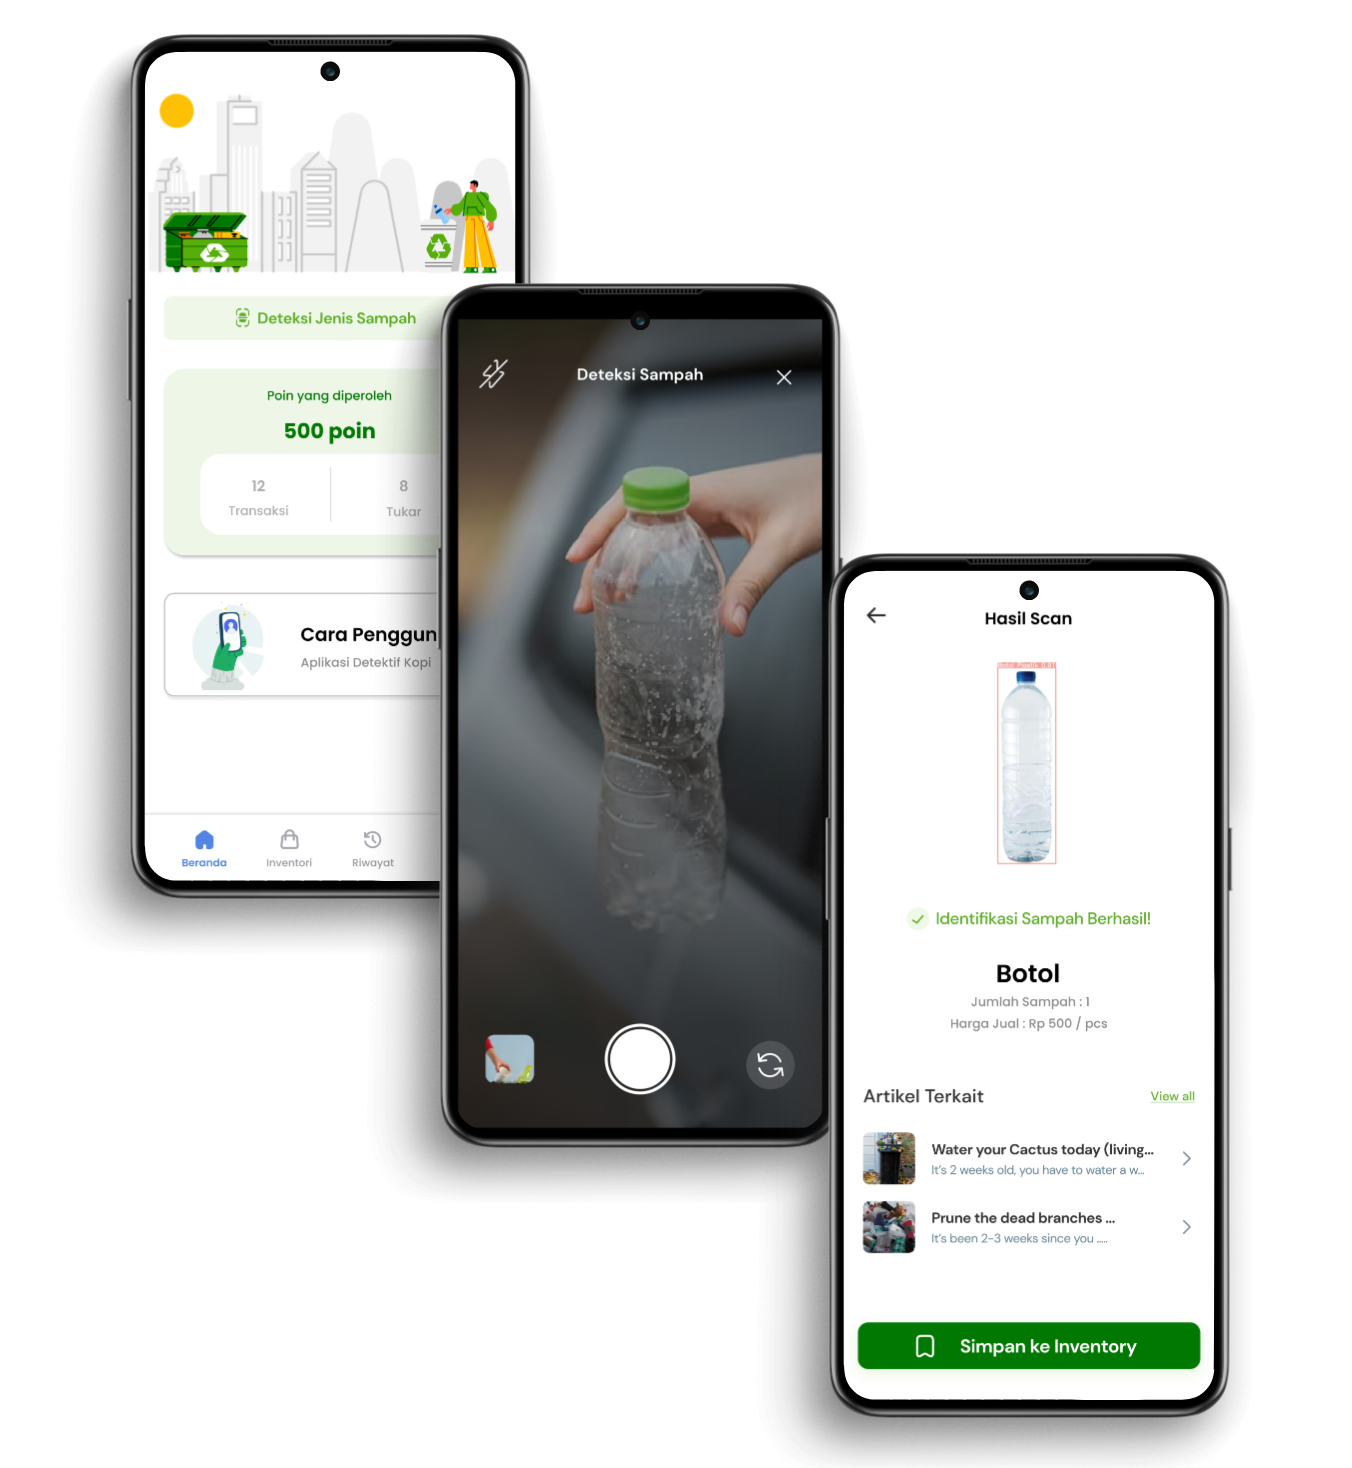 Deteksi Jenis Sampah
Poin yang diperoleh
500 poin
12
8
Transaksi
Tukar
Cara Penggun
Aplikasi Detektif Kopi
Beranda
Inventori
Riwayat
Deteksi Sampah
Hasil Scan
Identifikasi Sampah Berhasil!
Botol
Jumlah Sampah : 1
Harga Jual : Rp 500 / pcs
Artikel Terkait
View all
Water your Cactus today (living...
It's 2 weeks old, you have to water a w...
Prune the dead branches ...
It's been 2-3 weeks since you .....
Simpan ke Inventory